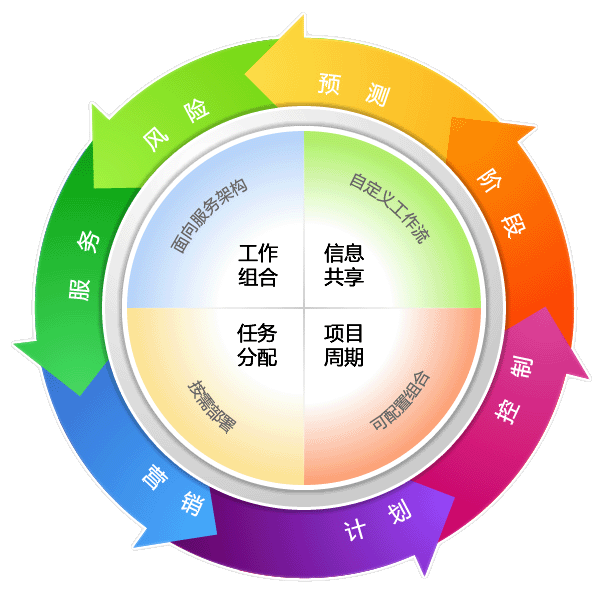 预测
风险
阶段
服务
控制
计划
面向服务架构
自定义工作流
工作
组合
信息
共享
任务
分配
项目
周期
按需部署
可配置组合